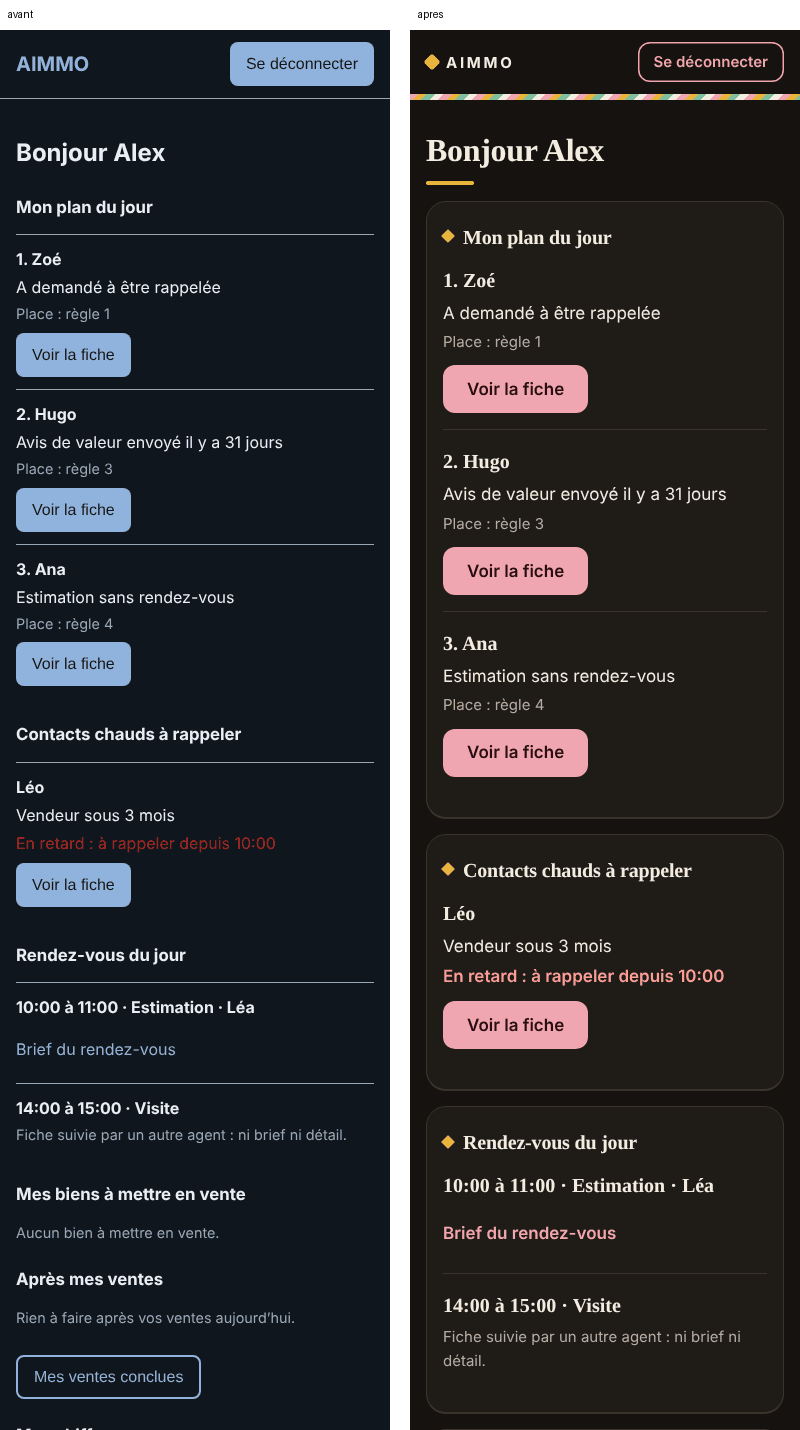 avant
AIMMO
Se déconnecter
Bonjour Alex
Mon plan du jour
1. Zoé
A demandé à être rappelée
Place : règle 1
Voir la fiche
2. Hugo
Avis de valeur envoyé il y a 31 jours
Place : règle 3
Voir la fiche
3. Ana
Estimation sans rendez-vous
Place : règle 4
Voir la fiche
Contacts chauds à rappeler
Léo
Vendeur sous 3 mois
En retard : à rappeler depuis 10:00
Voir la fiche
Rendez-vous du jour
10:00 à 11:00 · Estimation · Léa
Brief du rendez-vous
14:00 à 15:00 · Visite
Fiche suivie par un autre agent : ni brief ni détail.
Mes biens à mettre en vente
Aucun bien à mettre en vente.
Après mes ventes
Rien à faire après vos ventes aujourd’hui.
Mes ventes conclues
apres
AIMMO
Se déconnecter
Bonjour Alex
Mon plan du jour
1. Zoé
A demandé à être rappelée
Place : règle 1
Voir la fiche
2. Hugo
Avis de valeur envoyé il y a 31 jours
Place : règle 3
Voir la fiche
3. Ana
Estimation sans rendez-vous
Place : règle 4
Voir la fiche
Contacts chauds à rappeler
Léo
Vendeur sous 3 mois
En retard : à rappeler depuis 10:00
Voir la fiche
Rendez-vous du jour
10:00 à 11:00 · Estimation · Léa
Brief du rendez-vous
14:00 à 15:00 · Visite
Fiche suivie par un autre agent : ni brief ni
détail.